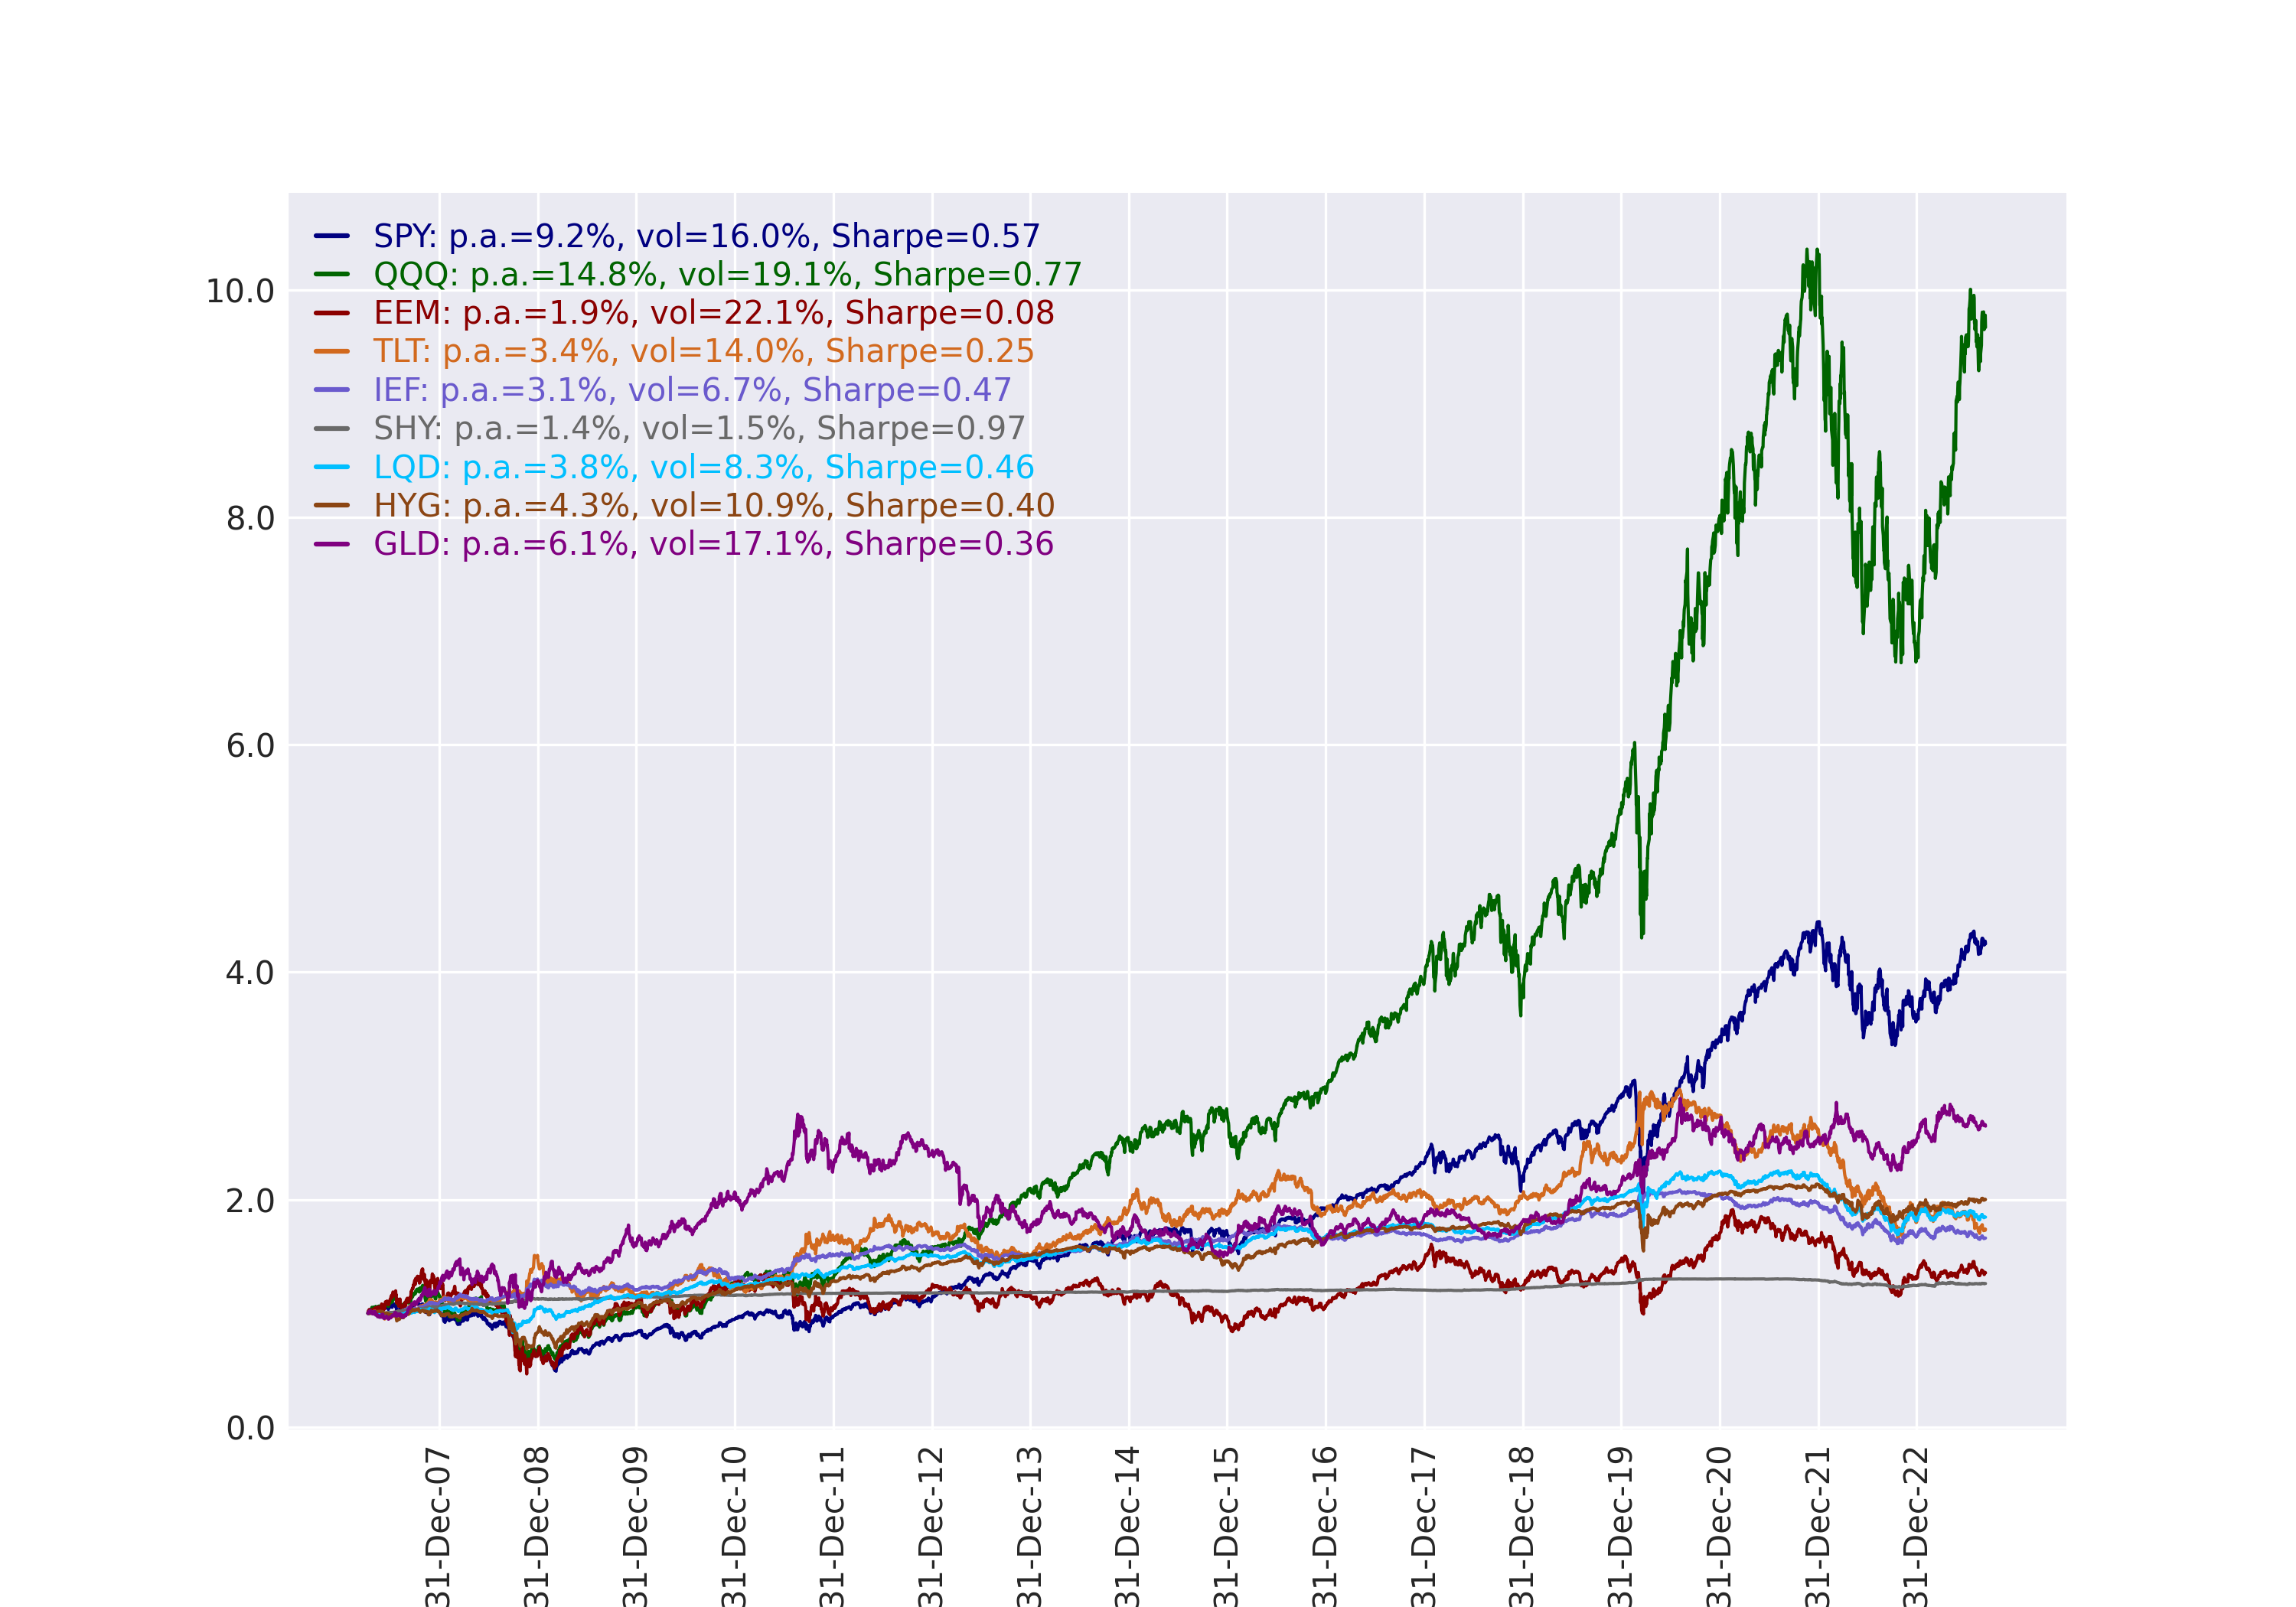 SPY: p.a.=9.2%, vol=16.0%, Sharpe=0.57
QQQ: p.a.=14.8%, vol=19.1%, Sharpe=0.77
EEM: p.a.=1.9%, vol=22.1%, Sharpe=0.08
TLT: p.a.=3.4%, vol=14.0%, Sharpe=0.25
IEF: p.a.=3.1%, vol=6.7%, Sharpe=0.47
SHY: p.a.=1.4%, vol=1.5%, Sharpe=0.97
LQD: p.a.=3.8%, vol=8.3%, Sharpe=0.46
HYG: p.a.=4.3%, vol=10.9%, Sharpe=0.40
GLD: p.a.=6.1%, vol=17.1%, Sharpe=0.36
10.0
8.0
6.0
4.0
2.0
0.0
31-Dec-07
31-Dec-08
31-Dec-09
31-Dec-10
31-Dec-11
31-Dec-12
31-Dec-13
31-Dec-14
31-Dec-15
31-Dec-16
31-Dec-17
31-Dec-18
31-Dec-19
31-Dec-20
31-Dec-21
31-Dec-22